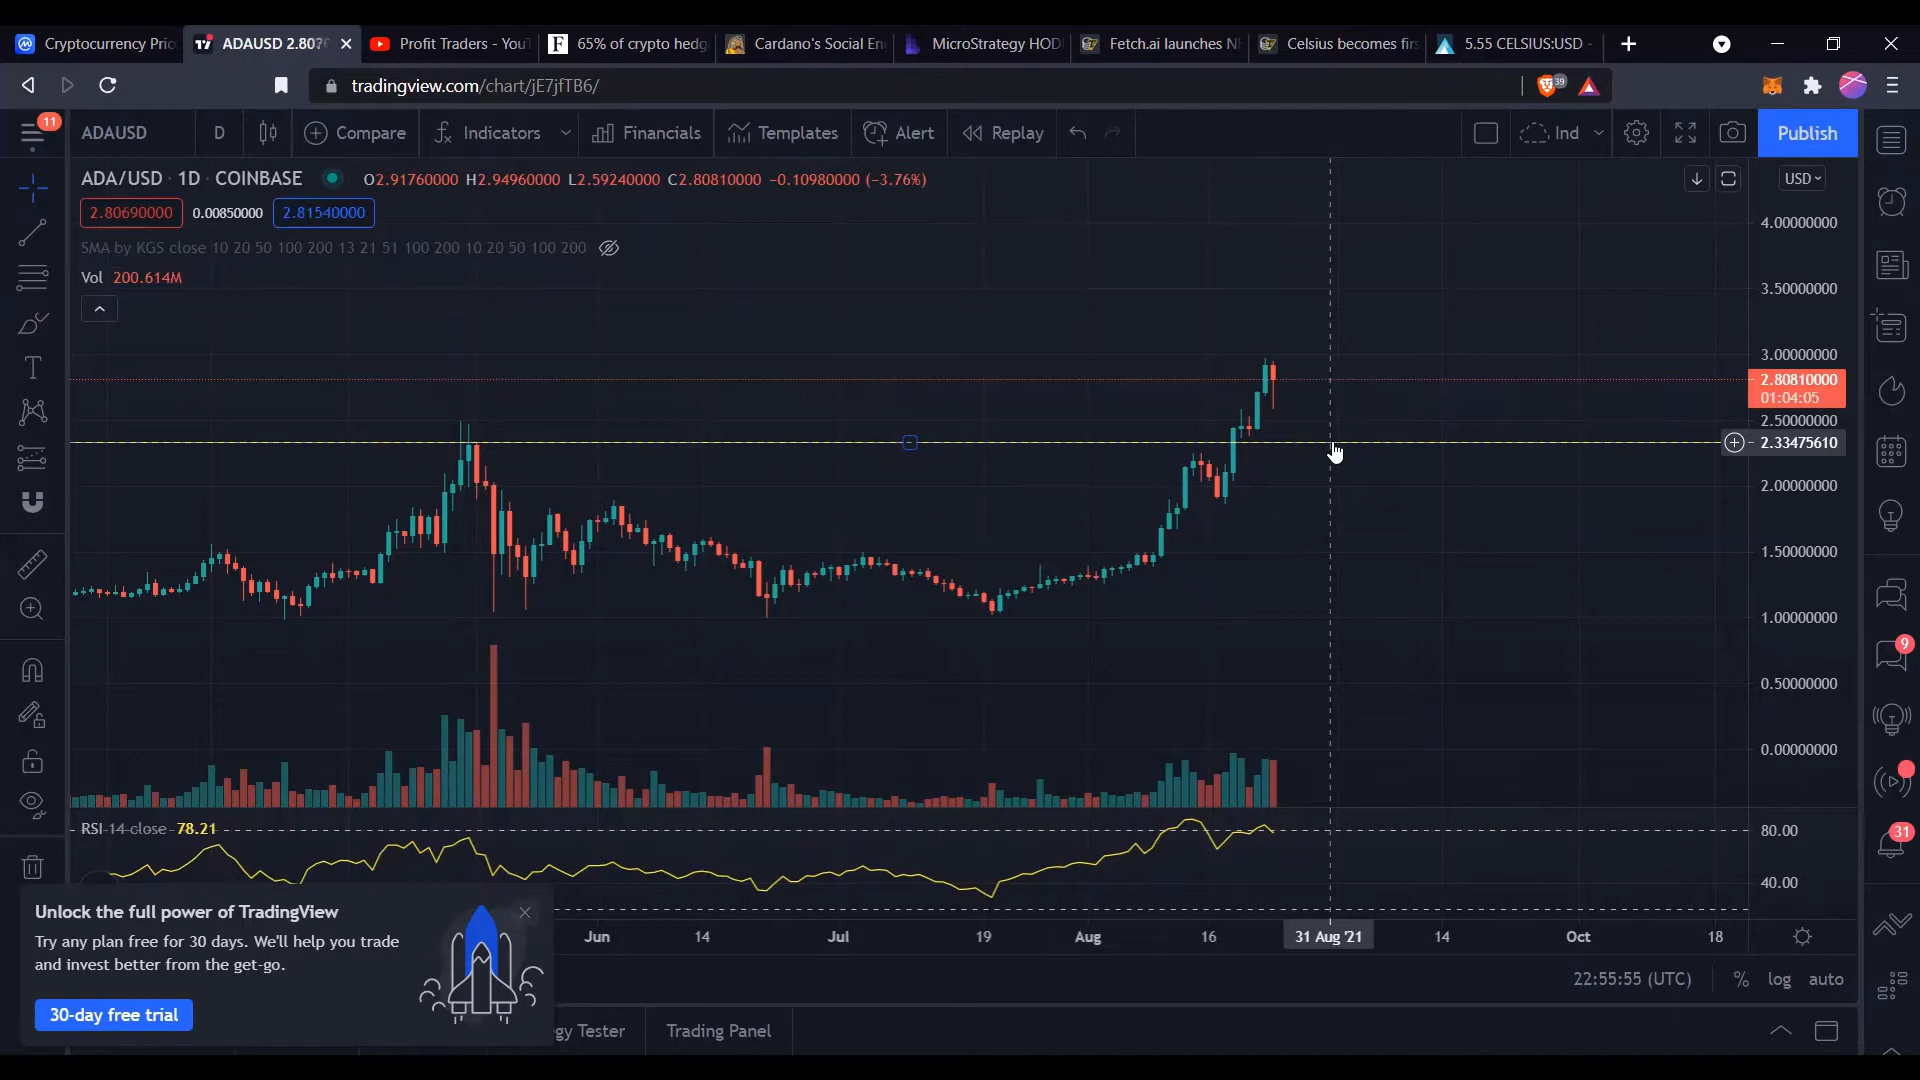 Cryptocurrency Pric
ADAUSD 2.80
Profit Traders - YouT
65% of crypto hedg
Cardano's Social En
MicroStrategy HOD
Fetch.ai launches NF
Celsius becomes firs
5.55 CELSIUS:USD -
tradingview.com/chart/jE7jfTB6/
39
11
ADAUSD
D
Compare
Indicators
Financials
Templates
Alert
Replay
Ind
Publish
ADA/USD · 1D · COINBASE
O2.91760000 H2.94960000 L2.59240000 C2.80810000 −0.10980000 (−3.76%)
USD
2.80690000 0.00850000 2.81540000
SMA by KGS close 10 20 50 100 200 13 21 51 100 200 10 20 50 100 200
Vol 200.614M
4.00000000
3.50000000
3.00000000
2.80810000
01:04:05
2.50000000
2.33475610
2.00000000
1.50000000
1.00000000
0.50000000
0.00000000
9
31
RSI 14 close 78.21
80.00
40.00
Jun
14
Jul
19
Aug
16
31 Aug '21
14
Oct
18
Unlock the full power of TradingView
Try any plan free for 30 days. We'll help you trade
and invest better from the get-go.
30-day free trial
22:55:55 (UTC)
%
log
auto
gy Tester
Trading Panel